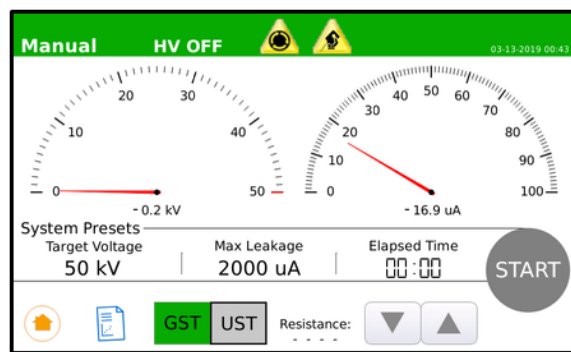 Manual HV OFF 03-13-2019 00:43
0 10 20 30 40 50
- 0.2 kV
0 10 20 30 40 50 60 70 80 90 100
- 16.9 uA
System Presets
Target Voltage Max Leakage Elapsed Time
50 kV 2000 uA 00:00
START
GST UST Resistance:
- - - -